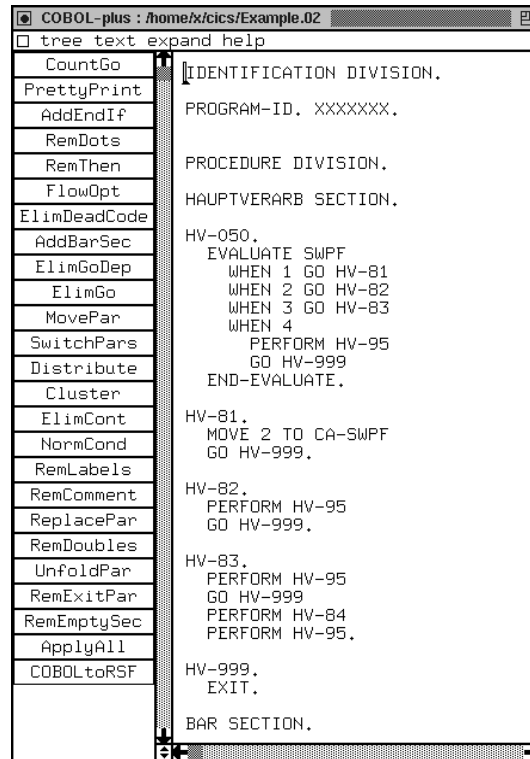 COBOL-plus : /home/x/cics/Example.02
tree text expand help
CountGo
PrettyPrint
AddEndIf
RemDots
RemThen
FlowOpt
ElimDeadCode
AddBarSec
ElimGoDep
ElimGo
MovePar
SwitchPars
Distribute
Cluster
ElimCont
NormCond
RemLabels
RemComment
ReplacePar
RemDoubles
UnfoldPar
RemExitPar
RemEmptySec
ApplyAll
COBOLtoRSF
IDENTIFICATION DIVISION.
PROGRAM-ID. XXXXXXX.
PROCEDURE DIVISION.
HAUPTVERARB SECTION.
HV-050.
EVALUATE SWPF
WHEN 1 GO HV-81
WHEN 2 GO HV-82
WHEN 3 GO HV-83
WHEN 4
PERFORM HV-95
GO HV-999
END-EVALUATE.
HV-81.
MOVE 2 TO CA-SWPF
GO HV-999.
HV-82.
PERFORM HV-95
GO HV-999.
HV-83.
PERFORM HV-95
GO HV-999
PERFORM HV-84
PERFORM HV-95.
HV-999.
EXIT.
BAR SECTION.